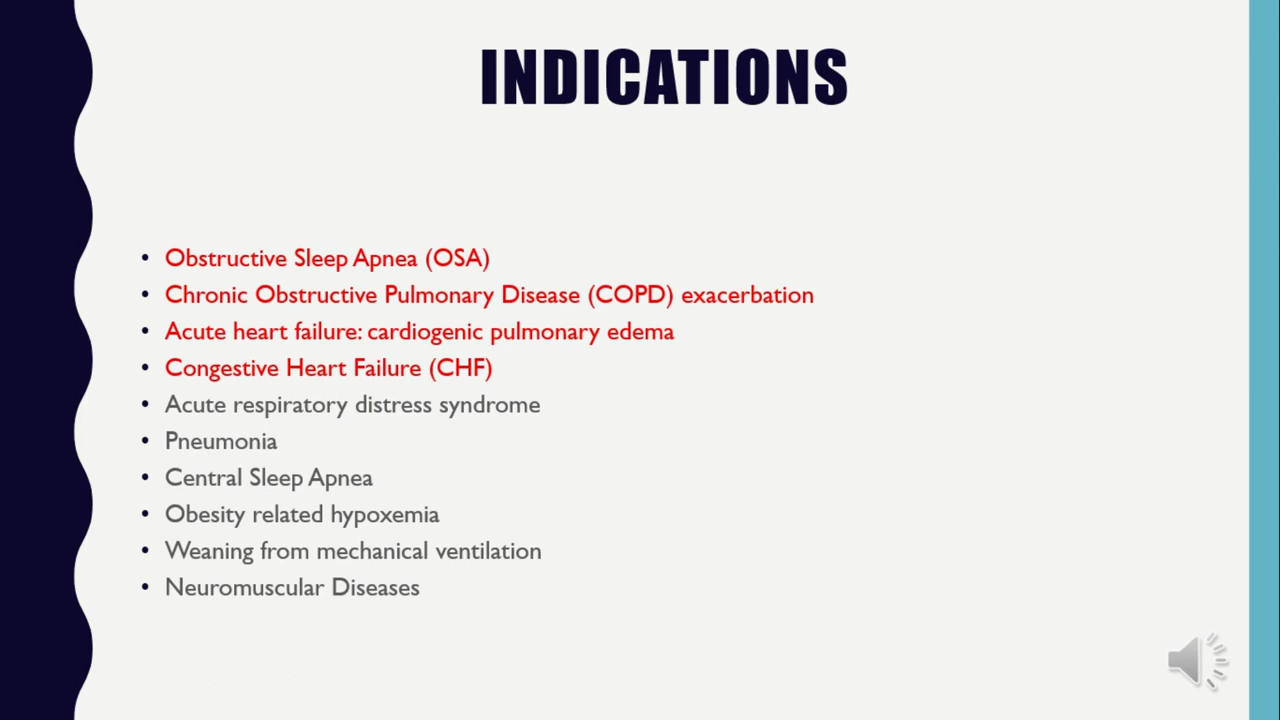 INDICATIONS
• Obstructive Sleep Apnea (OSA)
• Chronic Obstructive Pulmonary Disease (COPD) exacerbation
• Acute heart failure: cardiogenic pulmonary edema
• Congestive Heart Failure (CHF)
• Acute respiratory distress syndrome
• Pneumonia
• Central Sleep Apnea
• Obesity related hypoxemia
• Weaning from mechanical ventilation
• Neuromuscular Diseases